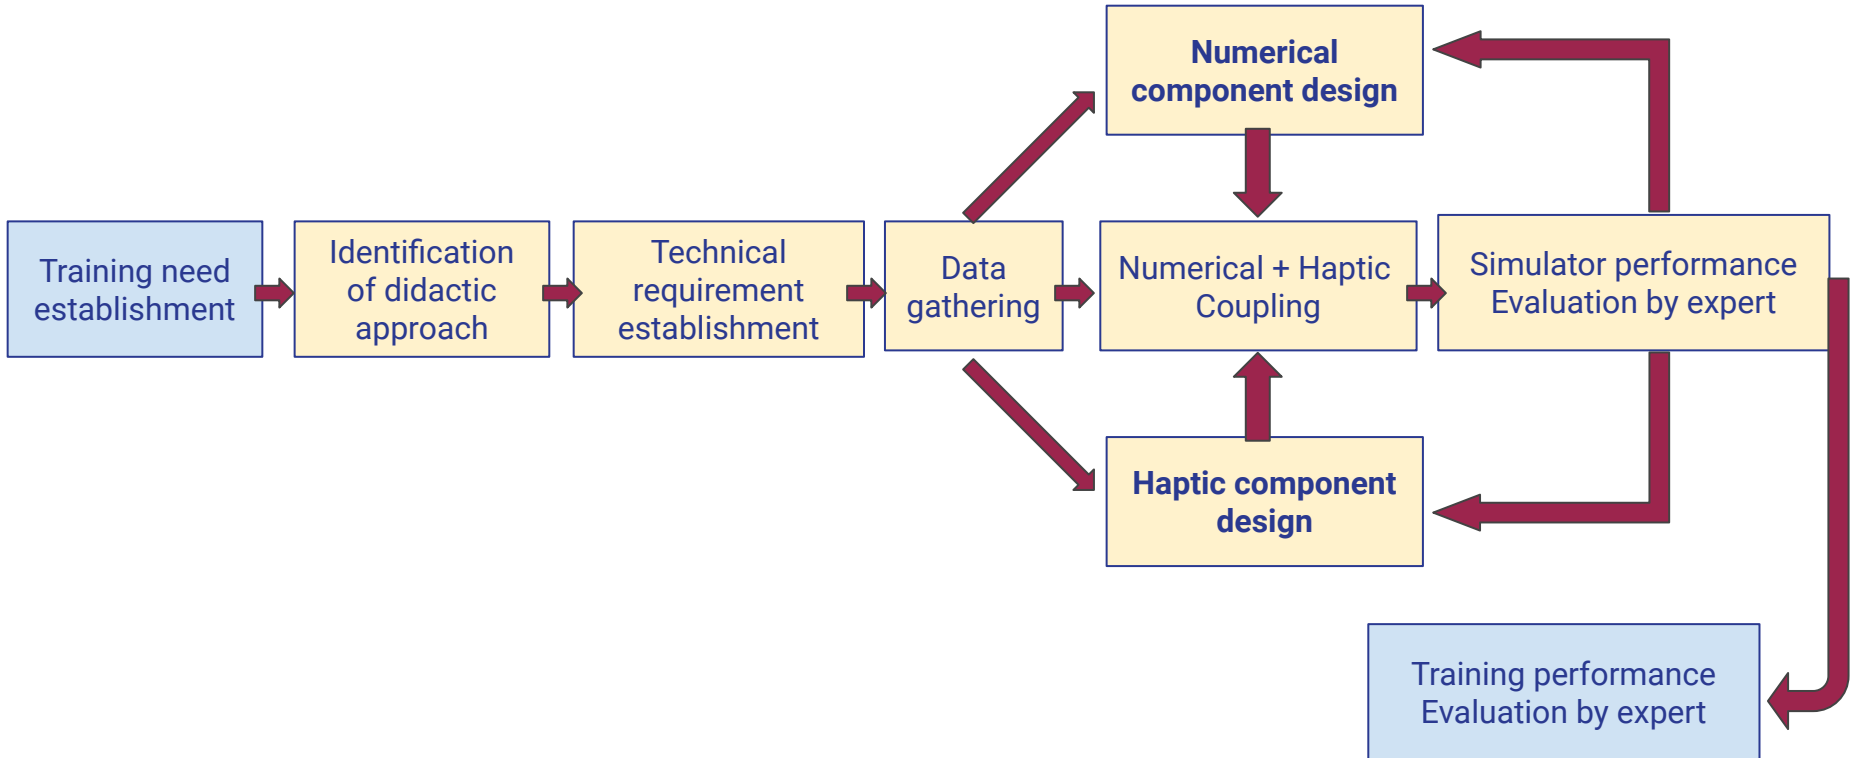 Training need
establishment
Identification
of didactic
approach
Technical
requirement
establishment
Data
gathering
Numerical
component design
Numerical + Haptic
Coupling
Haptic component
design
Simulator performance
Evaluation by expert
Training performance
Evaluation by expert